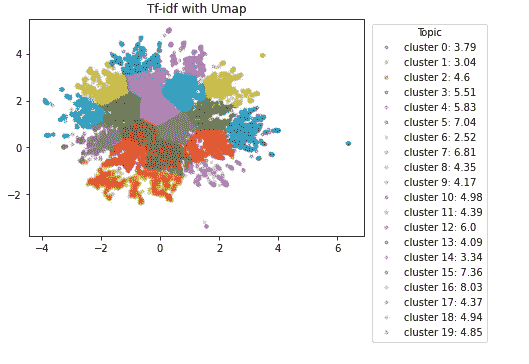 Tf-idf with Umap
Topic
cluster 0: 3.79
cluster 1: 3.04
cluster 2: 4.6
cluster 3: 5.51
cluster 4: 5.83
cluster 5: 7.04
cluster 6: 2.52
cluster 7: 6.81
cluster 8: 4.35
cluster 9: 4.17
cluster 10: 4.98
cluster 11: 4.39
cluster 12: 6.0
cluster 13: 4.09
cluster 14: 3.34
cluster 15: 7.36
cluster 16: 8.03
cluster 17: 4.37
cluster 18: 4.94
cluster 19: 4.85
4
2
0
−2
−4 −2 0 2 4 6